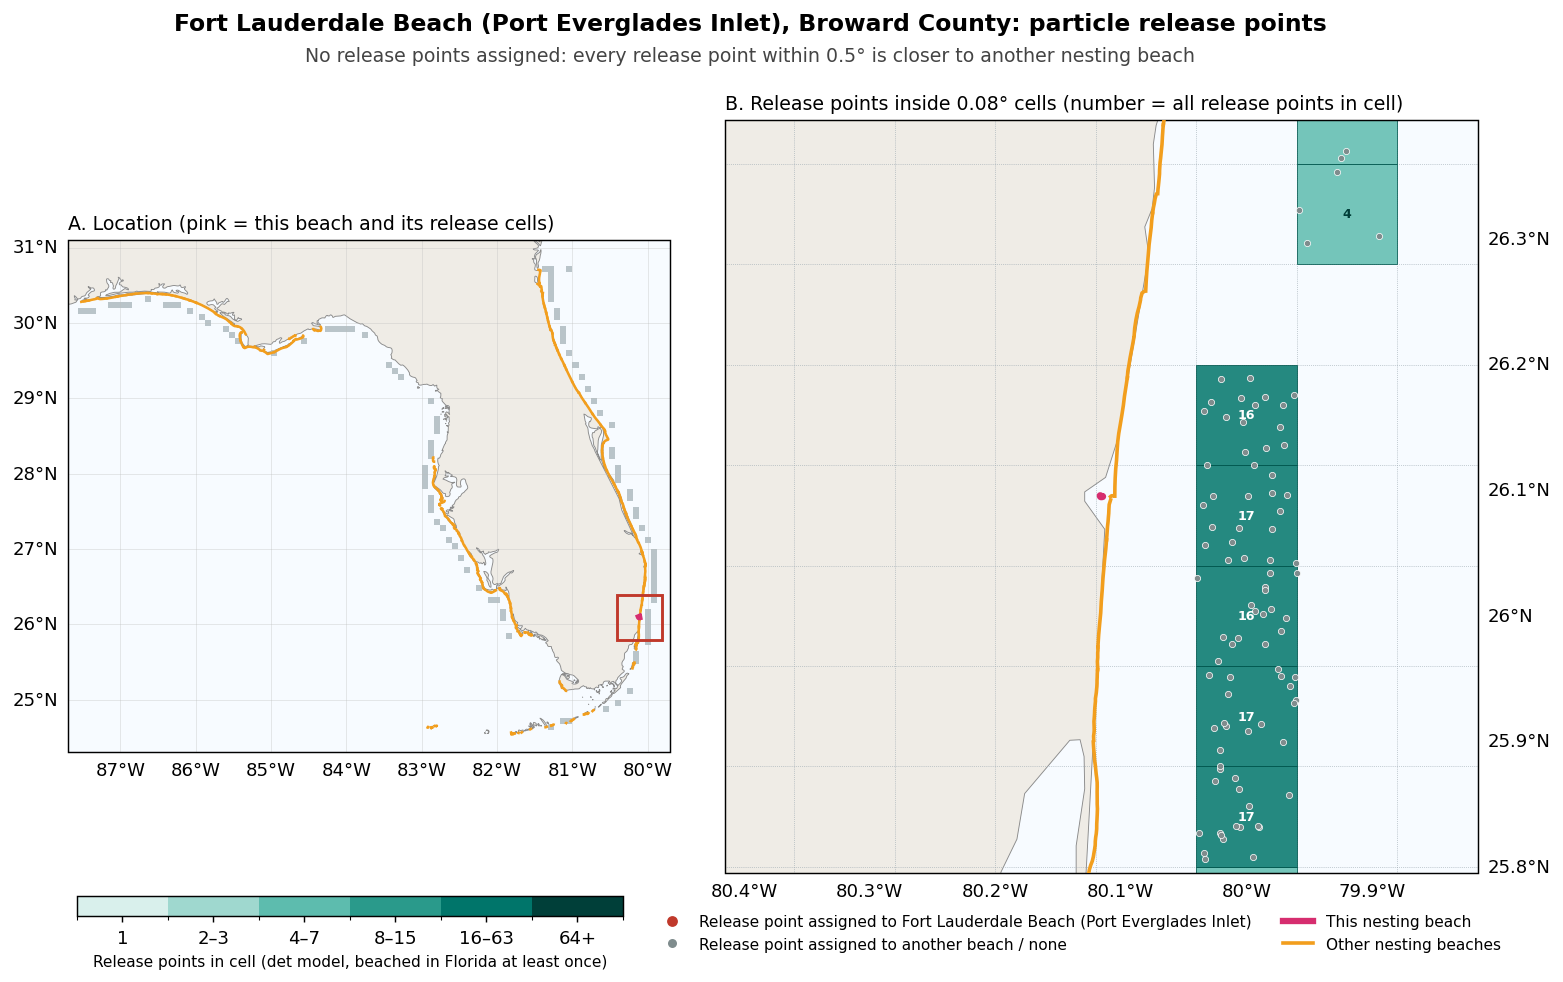 Fort Lauderdale Beach (Port Everglades Inlet), Broward County: particle release points
No release points assigned: every release point within 0.5° is closer to another nesting beach
A. Location (pink = this beach and its release cells)
31°N
30°N
29°N
28°N
27°N
26°N
25°N
87°W 86°W 85°W 84°W 83°W 82°W 81°W 80°W
B. Release points inside 0.08° cells (number = all release points in cell)
4
16
17
16
17
17
26.3°N
26.2°N
26.1°N
26°N
25.9°N
25.8°N
80.4°W 80.3°W 80.2°W 80.1°W 80°W 79.9°W
1 2–3 4–7 8–15 16–63 64+
Release points in cell (det model, beached in Florida at least once)
Release point assigned to Fort Lauderdale Beach (Port Everglades Inlet)
Release point assigned to another beach / none
This nesting beach
Other nesting beaches